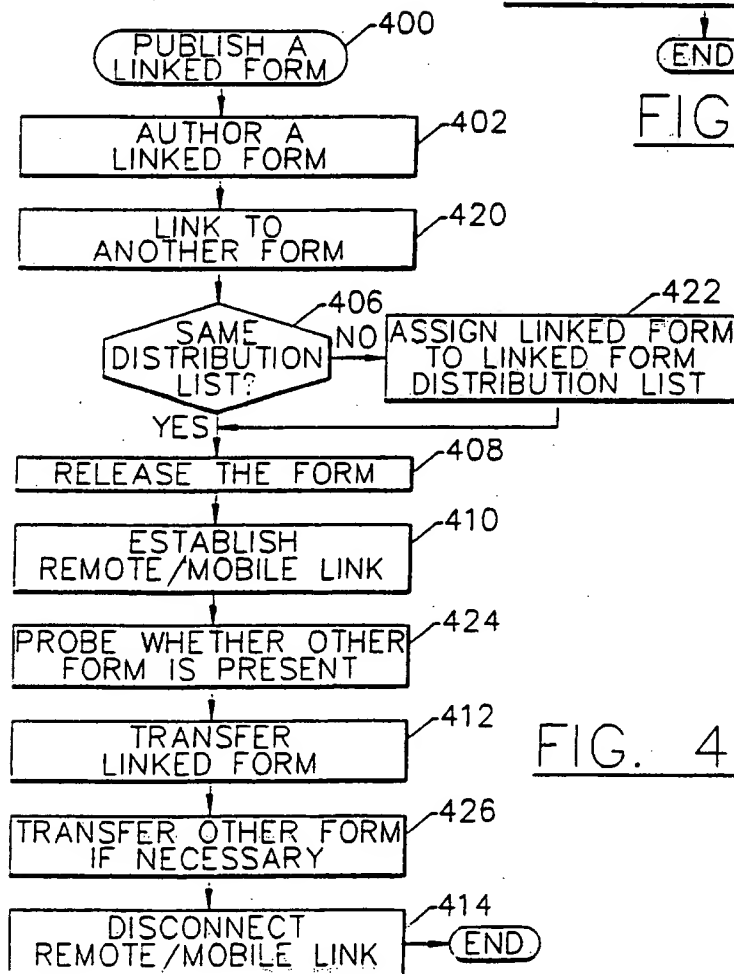 PUBLISH A
LINKED FORM
400
END
FIG
AUTHOR A
LINKED FORM
402
LINK TO
ANOTHER FORM
420
SAME
DISTRIBUTION
LIST?
406
NO
ASSIGN LINKED FORM
TO LINKED FORM
DISTRIBUTION LIST
422
YES
RELEASE THE FORM
408
ESTABLISH
REMOTE/MOBILE LINK
410
PROBE WHETHER OTHER
FORM IS PRESENT
424
TRANSFER
LINKED FORM
412
FIG. 4
TRANSFER OTHER FORM
IF NECESSARY
426
DISCONNECT
REMOTE/MOBILE LINK
414
END